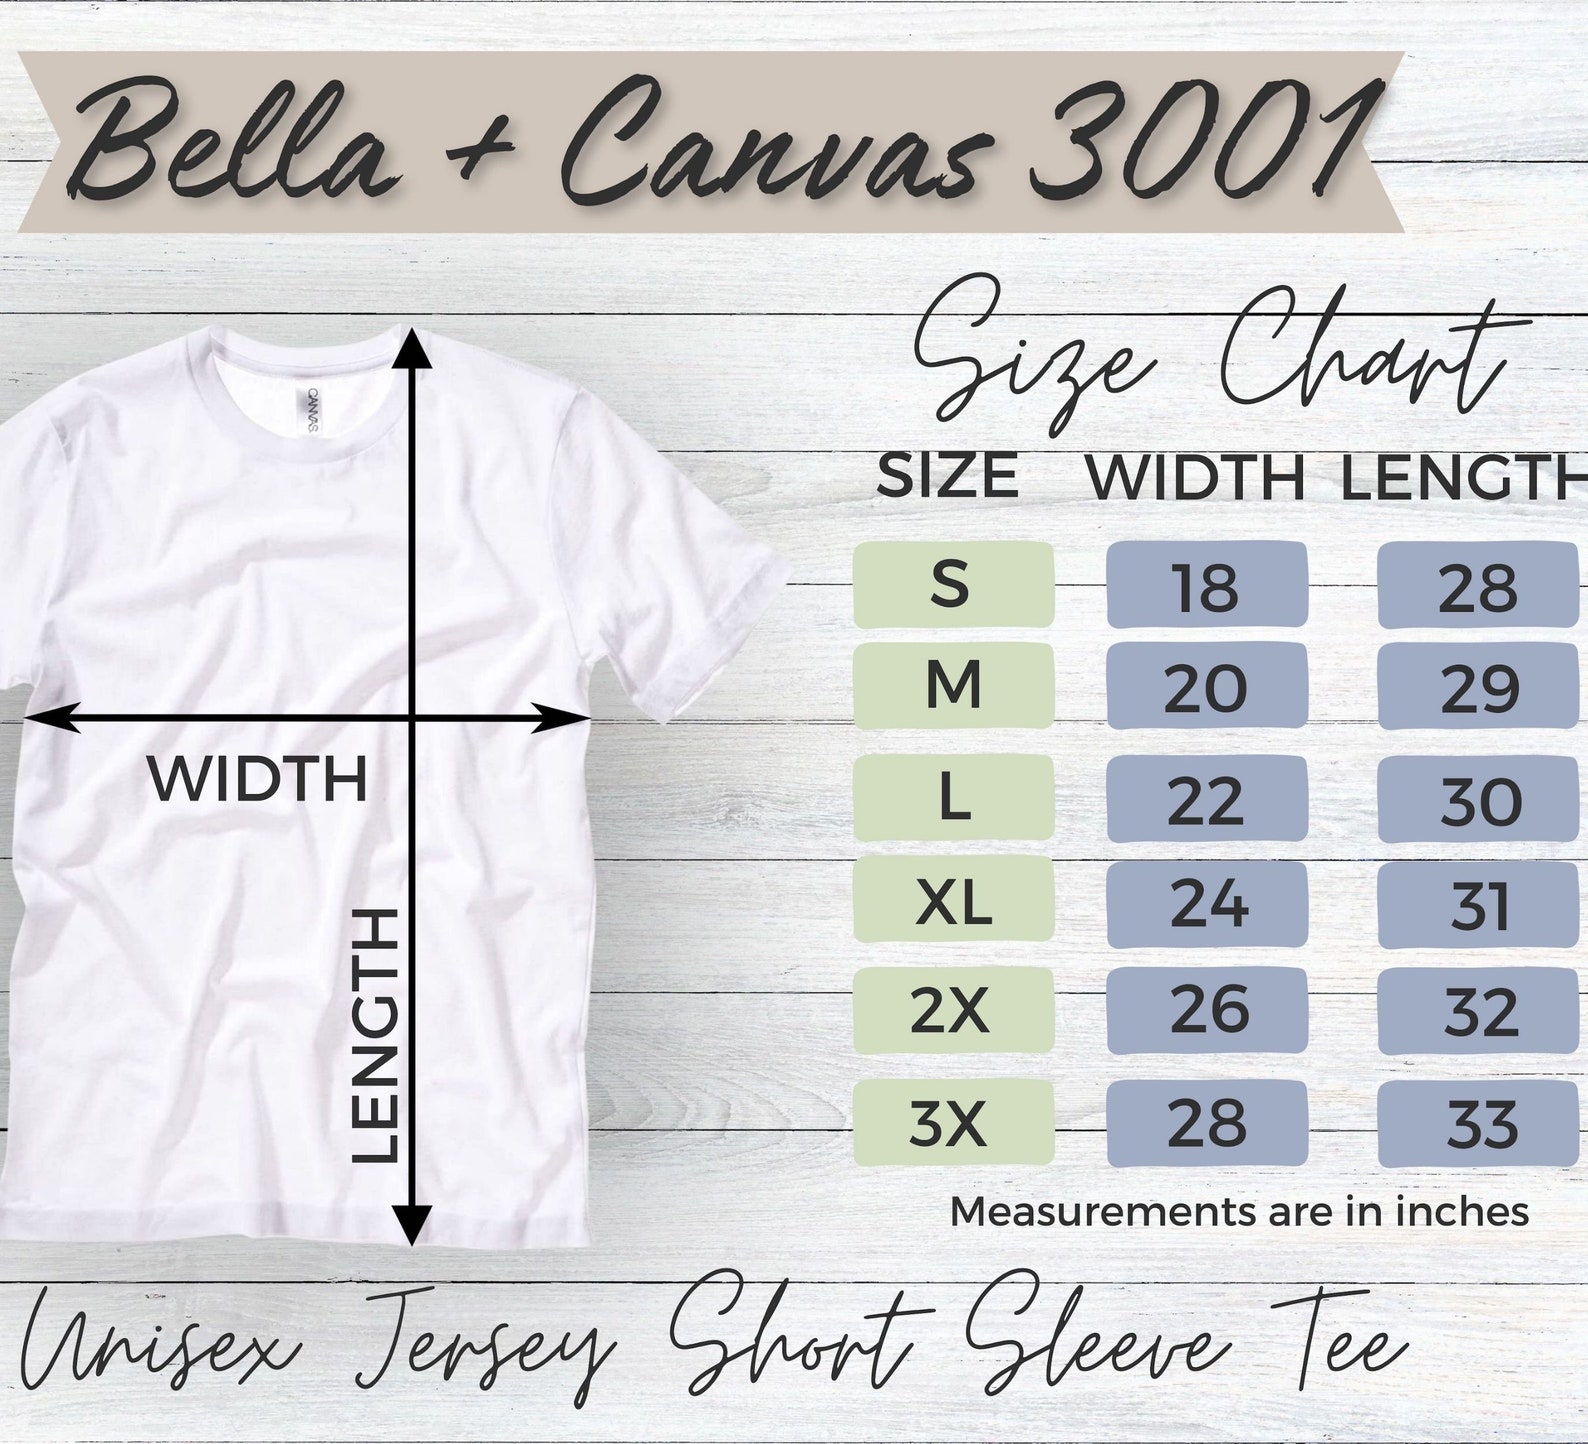 Bella + Canvas 3001
Size Chart
CANVAS.
SIZE WIDTH LENGTH
S 18 28
M 20 29
L 22 30
XL 24 31
2X 26 32
3X 28 33
WIDTH
LENGTH
Measurements are in inches
Unisex Jersey Short Sleeve Tee